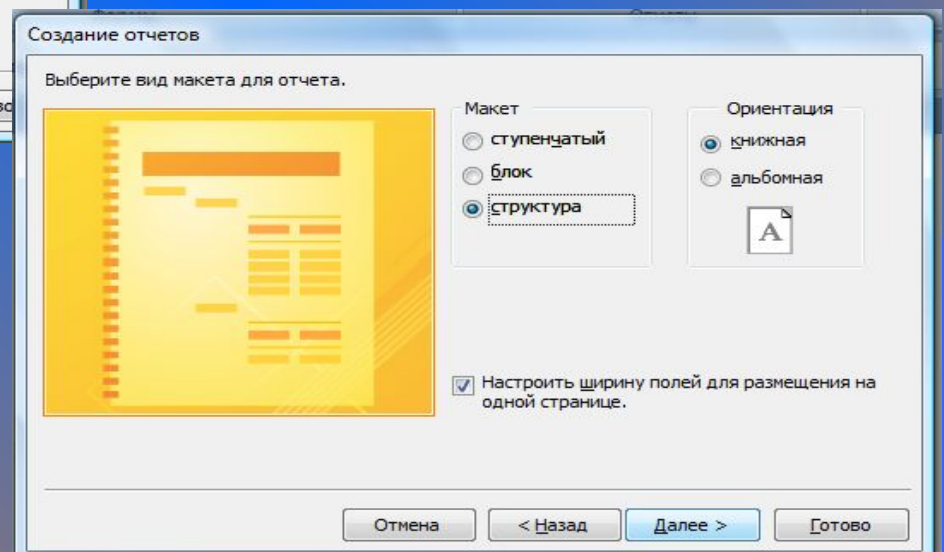 Создание отчетов
Выберите вид макета для отчета.
Макет
ступенчатый
блок
структура
Ориентация
книжная
альбомная
A
Настроить ширину полей для размещения на
одной странице.
Отмена
< Назад
Далее >
Готово